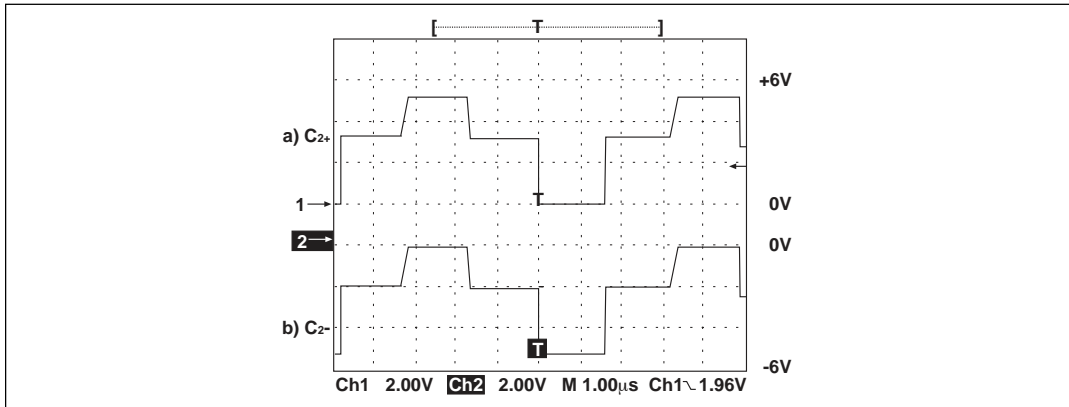 [ T ]
+6V
a) C2+
T
1
0V
2
0V
b) C2-
T
-6V
Ch1 2.00V Ch2 2.00V M 1.00μs Ch1 1.96V